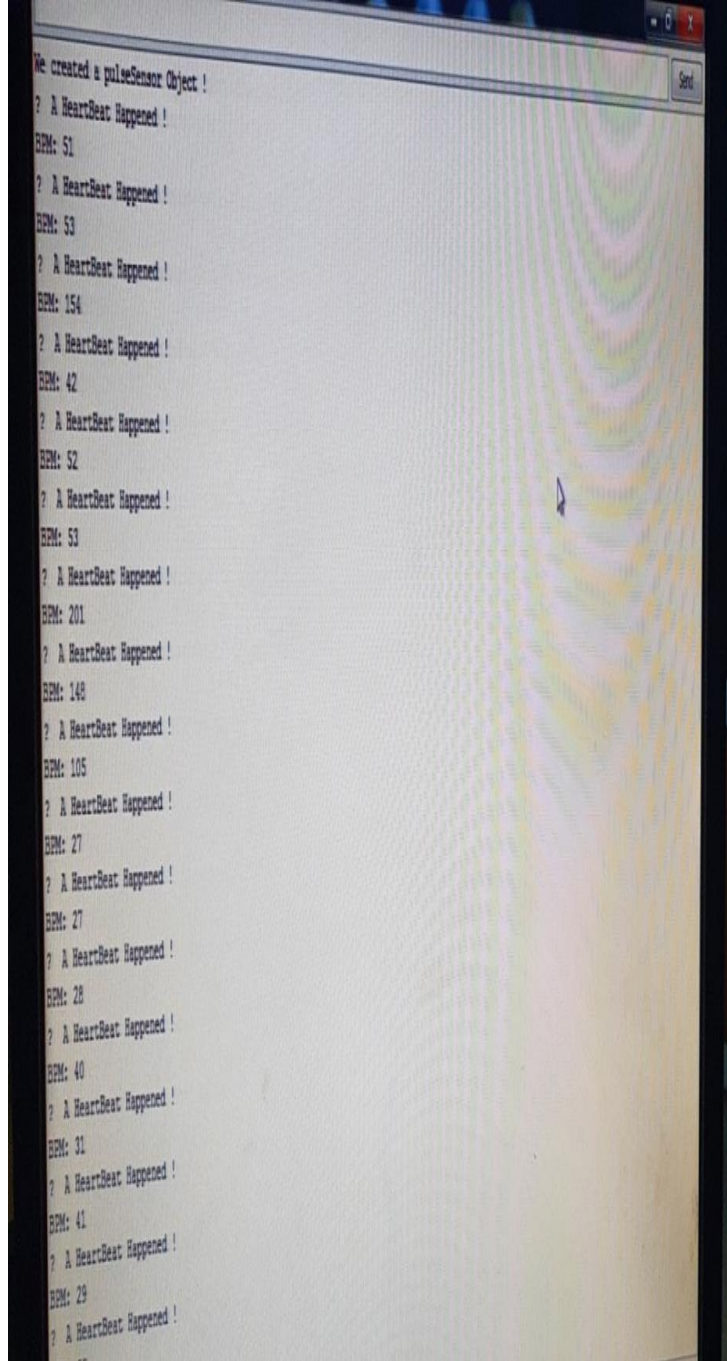 Send
We created a pulseSensor Object !
? A HeartBeat Happened !
BPM: 51
? A HeartBeat Happened !
BPM: 53
? A HeartBeat Happened !
BPM: 154
? A HeartBeat Happened !
BPM: 42
? A HeartBeat Happened !
BPM: 52
? A HeartBeat Happened !
BPM: 53
? A HeartBeat Happened !
BPM: 201
? A HeartBeat Happened !
BPM: 148
? A HeartBeat Happened !
BPM: 105
? A HeartBeat Happened !
BPM: 27
? A HeartBeat Happened !
BPM: 27
? A HeartBeat Happened !
BPM: 28
? A HeartBeat Happened !
BPM: 40
? A HeartBeat Happened !
BPM: 31
? A HeartBeat Happened !
BPM: 41
? A HeartBeat Happened !
BPM: 29
? A HeartBeat Happened !